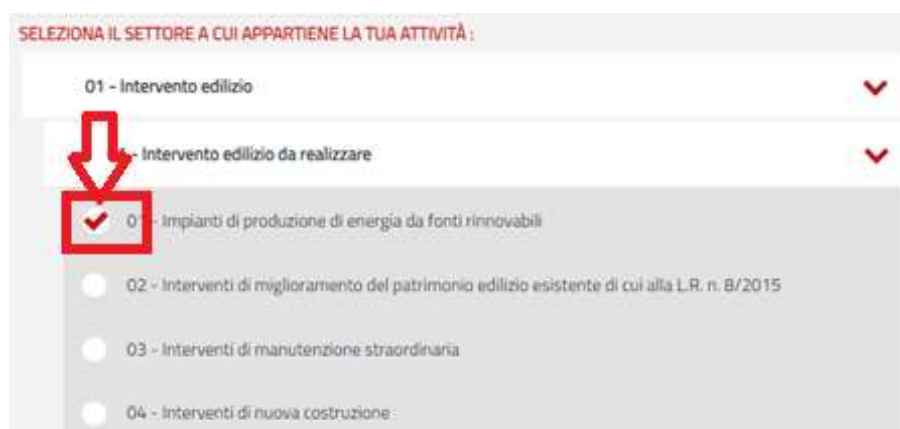 SELEZIONA IL SETTORE A CUI APPARTIENE LA TUA ATTIVITÀ :
01 - Intervento edilizio
- Intervento edilizio da realizzare
01 - Impianti di produzione di energia da fonti rinnovabili
02 - Interventi di miglioramento del patrimonio edilizio esistente di cui alla L.R. n. 8/2015
03 - Interventi di manutenzione straordinaria
04 - Interventi di nuova costruzione